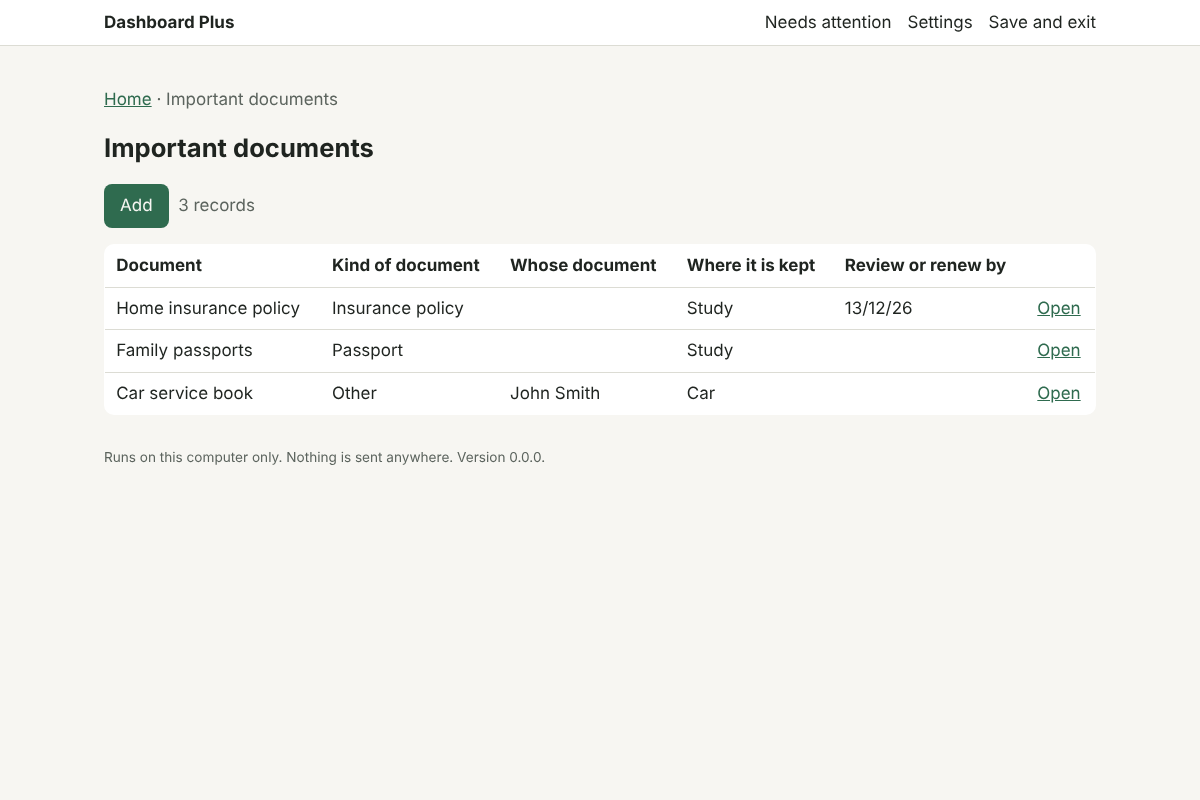 Dashboard Plus Needs attention Settings Save and exit
Home · Important documents
Important documents
Add 3 records
Document Kind of document Whose document Where it is kept Review or renew by
Home insurance policy Insurance policy Study 13/12/26 Open
Family passports Passport Study Open
Car service book Other John Smith Car Open
Runs on this computer only. Nothing is sent anywhere. Version 0.0.0.